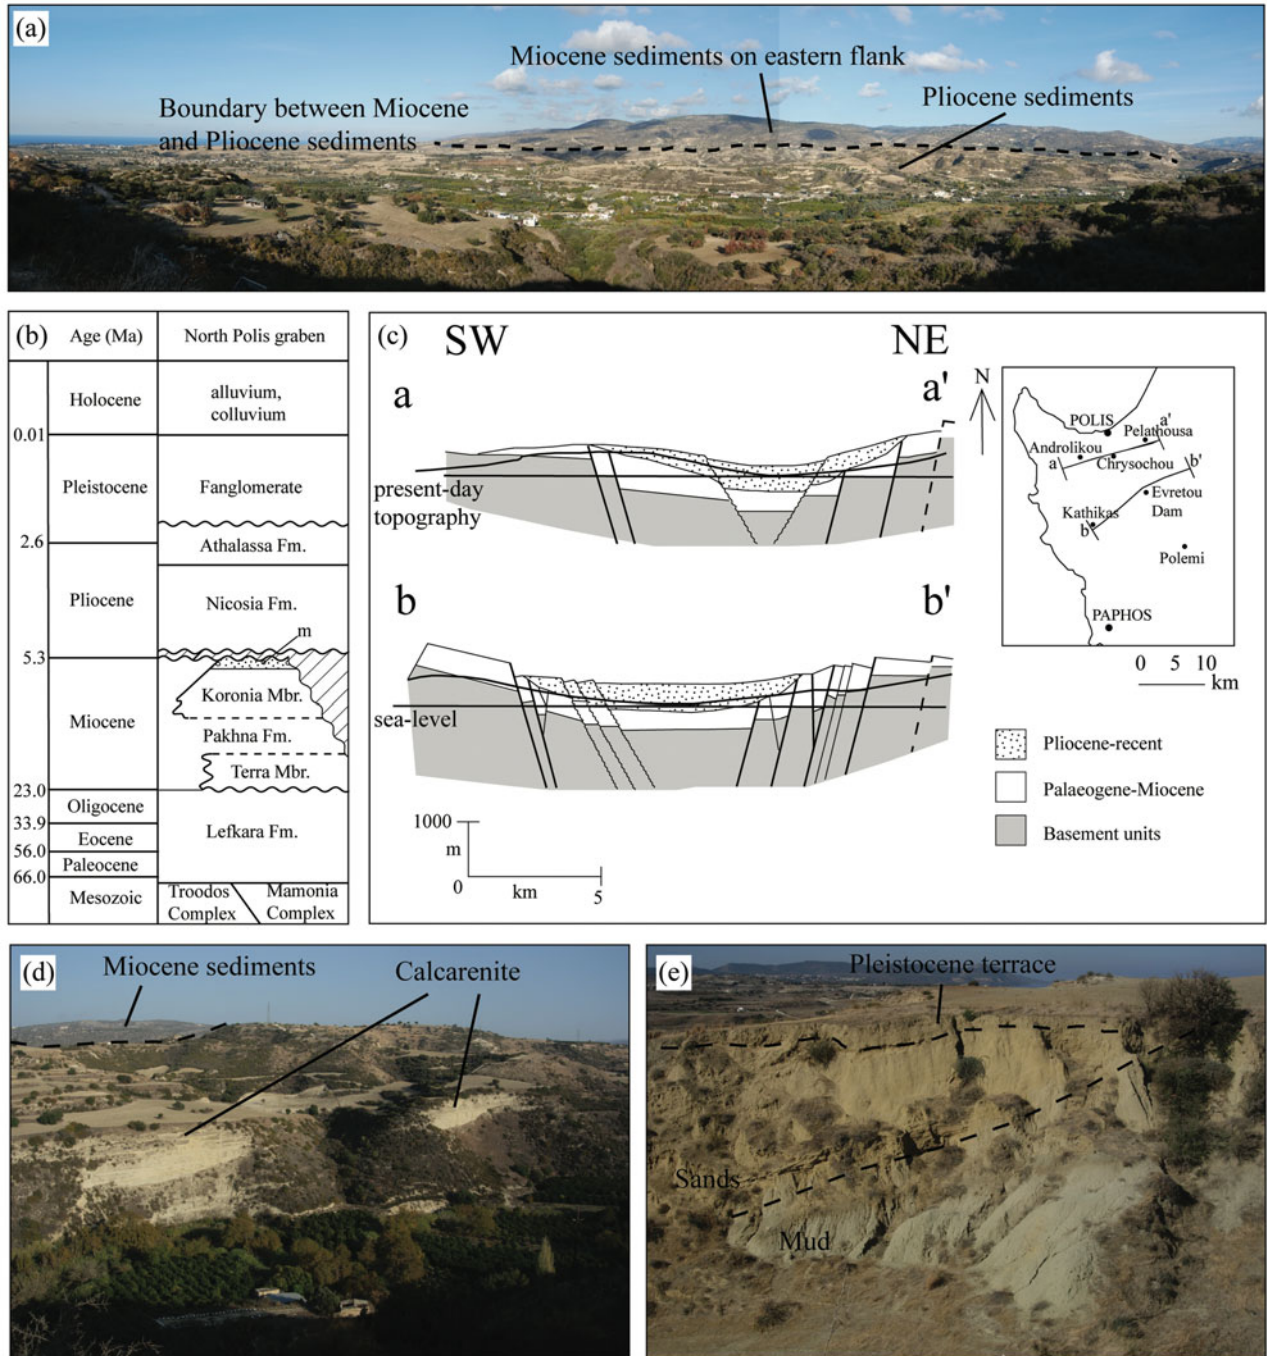 (a)
Miocene sediments on eastern flank
Pliocene sediments
Boundary between Miocene
and Pliocene sediments
(b)
Age (Ma)
North Polis graben
Holocene
alluvium,
colluvium
0.01
Pleistocene
Fanglomerate
2.6
Athalassa Fm.
Pliocene
Nicosia Fm.
m
5.3
Koronia Mbr.
Miocene
Pakhna Fm.
Terra Mbr.
23.0
Oligocene
33.9
Lefkara Fm.
Eocene
56.0
Paleocene
66.0
Mesozoic
Troodos
Complex
Mamonia
Complex
(c)
SW
NE
a
a'
present-day
topography
b
b'
sea-level
1000
m
0
km
5
N
POLIS
Pelathousa
a'
Androlikou
a
Chrysochou
b'
Evretou
Dam
Kathikas
b
Polemi
PAPHOS
0 5 10
km
Pliocene-recent
Palaeogene-Miocene
Basement units
(d)
Miocene sediments
Calcarenite
(e)
Pleistocene terrace
Sands
Mud